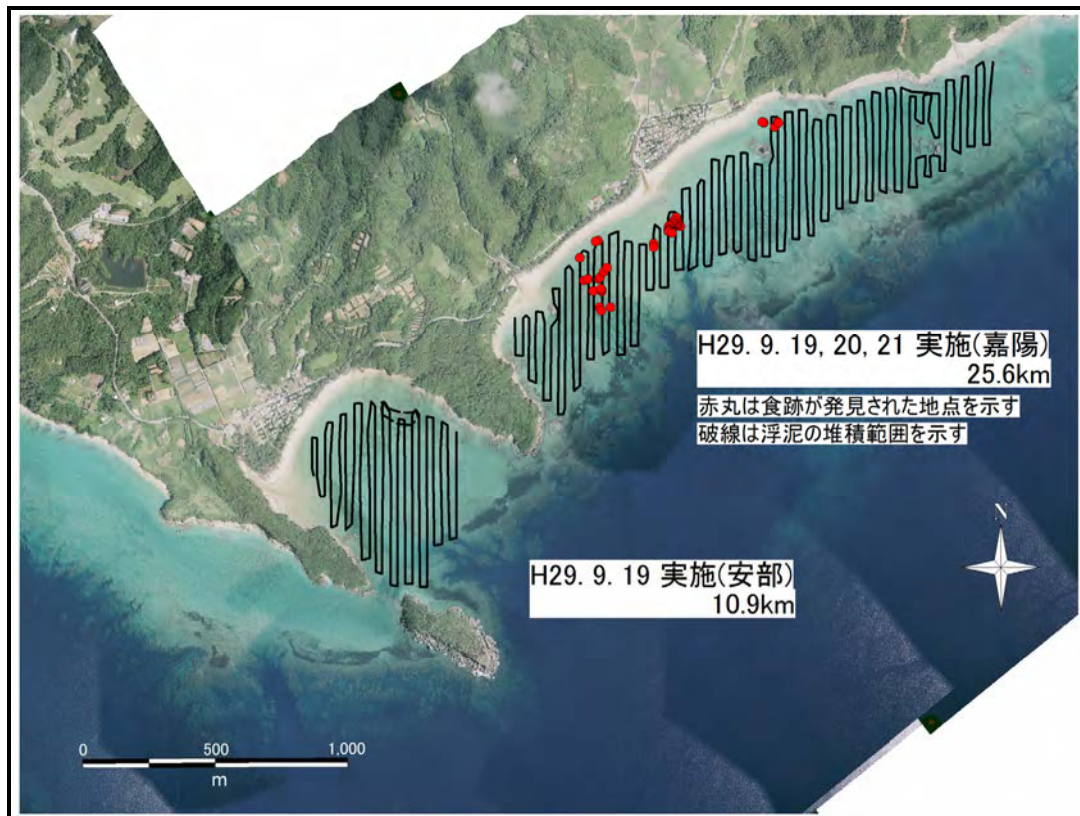 H29. 9. 19, 20, 21 実施(嘉陽)
25.6km
赤丸は食跡が発見された地点を示す
破線は浮泥の堆積範囲を示す
N
H29. 9. 19 実施(安部)
10.9km
0 500 1,000
m